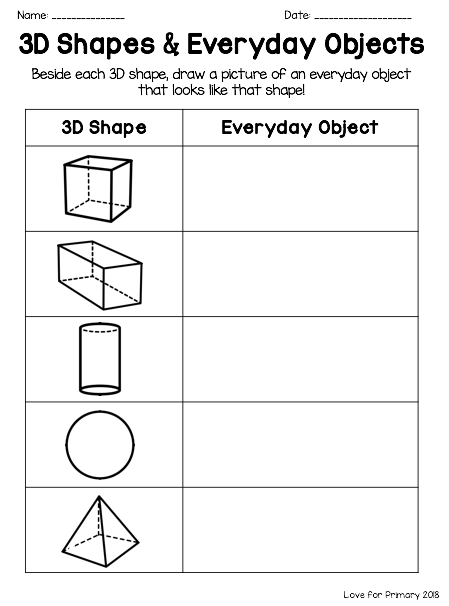 Name: _______________ Date: ____________________
3D Shapes & Everyday Objects
Beside each 3D shape, draw a picture of an everyday object
that looks like that shape!
3D Shape Everyday Object
Love for Primary 2018